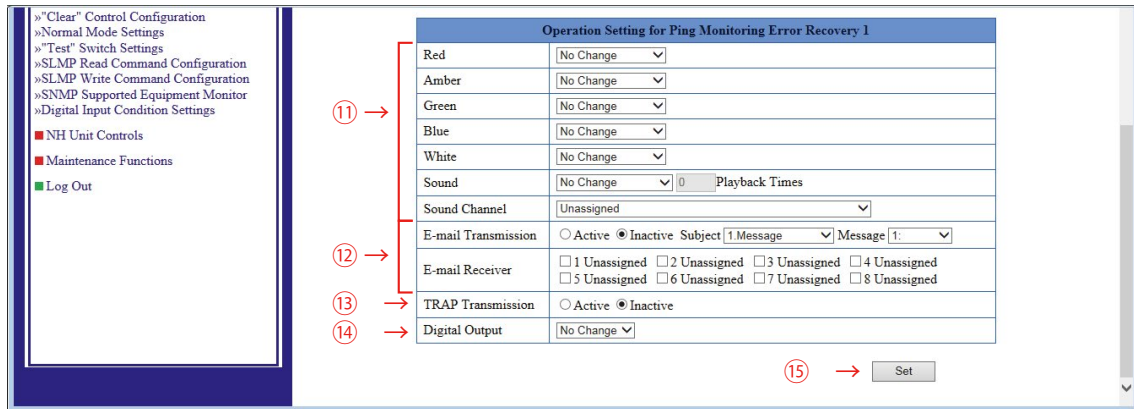 »"Clear" Control Configuration
»Normal Mode Settings
»"Test" Switch Settings
»SLMP Read Command Configuration
»SLMP Write Command Configuration
»SNMP Supported Equipment Monitor
»Digital Input Condition Settings
NH Unit Controls
Maintenance Functions
Log Out
Operation Setting for Ping Monitoring Error Recovery 1
⑪ →
Red No Change
Amber No Change
Green No Change
Blue No Change
White No Change
Sound No Change 0 Playback Times
Sound Channel Unassigned
⑫ →
E-mail Transmission Active Inactive Subject 1.Message Message 1:
E-mail Receiver 1 Unassigned 2 Unassigned 3 Unassigned 4 Unassigned
5 Unassigned 6 Unassigned 7 Unassigned 8 Unassigned
⑬ → TRAP Transmission Active Inactive
⑭ → Digital Output No Change
⑮ → Set